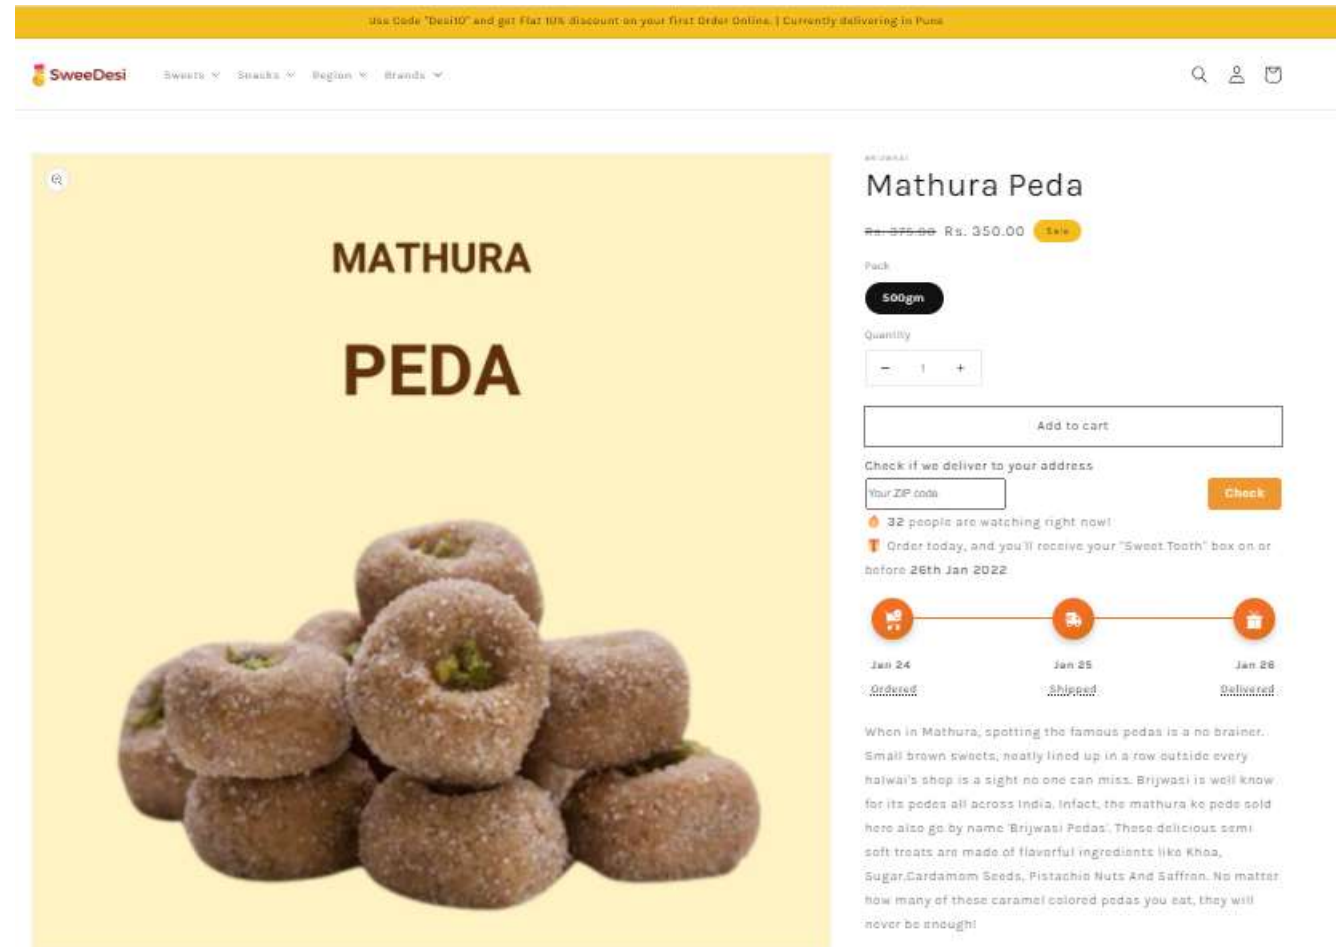 Use Code "Desi10" and get Flat 10% discount on your first Order Online. | Currently delivering in Pune
SweeDesi
Sweets
Snacks
Region
Brands
MATHURA
PEDA
BRIJWASI
Mathura Peda
Rs. 375.00 Rs. 350.00 Sale
Pack
500gm
Quantity
− 1 +
Add to cart
Check if we deliver to your address
Your ZIP code
Check
32 people are watching right now!
Order today, and you'll receive your "Sweet Tooth" box on or
before 26th Jan 2022
Jan 24 Jan 25 Jan 26
Ordered Shipped Delivered
When in Mathura, spotting the famous pedas is a no brainer.
Small brown sweets, neatly lined up in a row outside every
halwai's shop is a sight no one can miss. Brijwasi is well know
for its pedas all across India. Infact, the mathura ke pede sold
here also go by name 'Brijwasi Pedas'. These delicious semi
soft treats are made of flavorful ingredients like Khoa,
Sugar,Cardamom Seeds, Pistachio Nuts And Saffron. No matter
how many of these caramel colored pedas you eat, they will
never be enough!